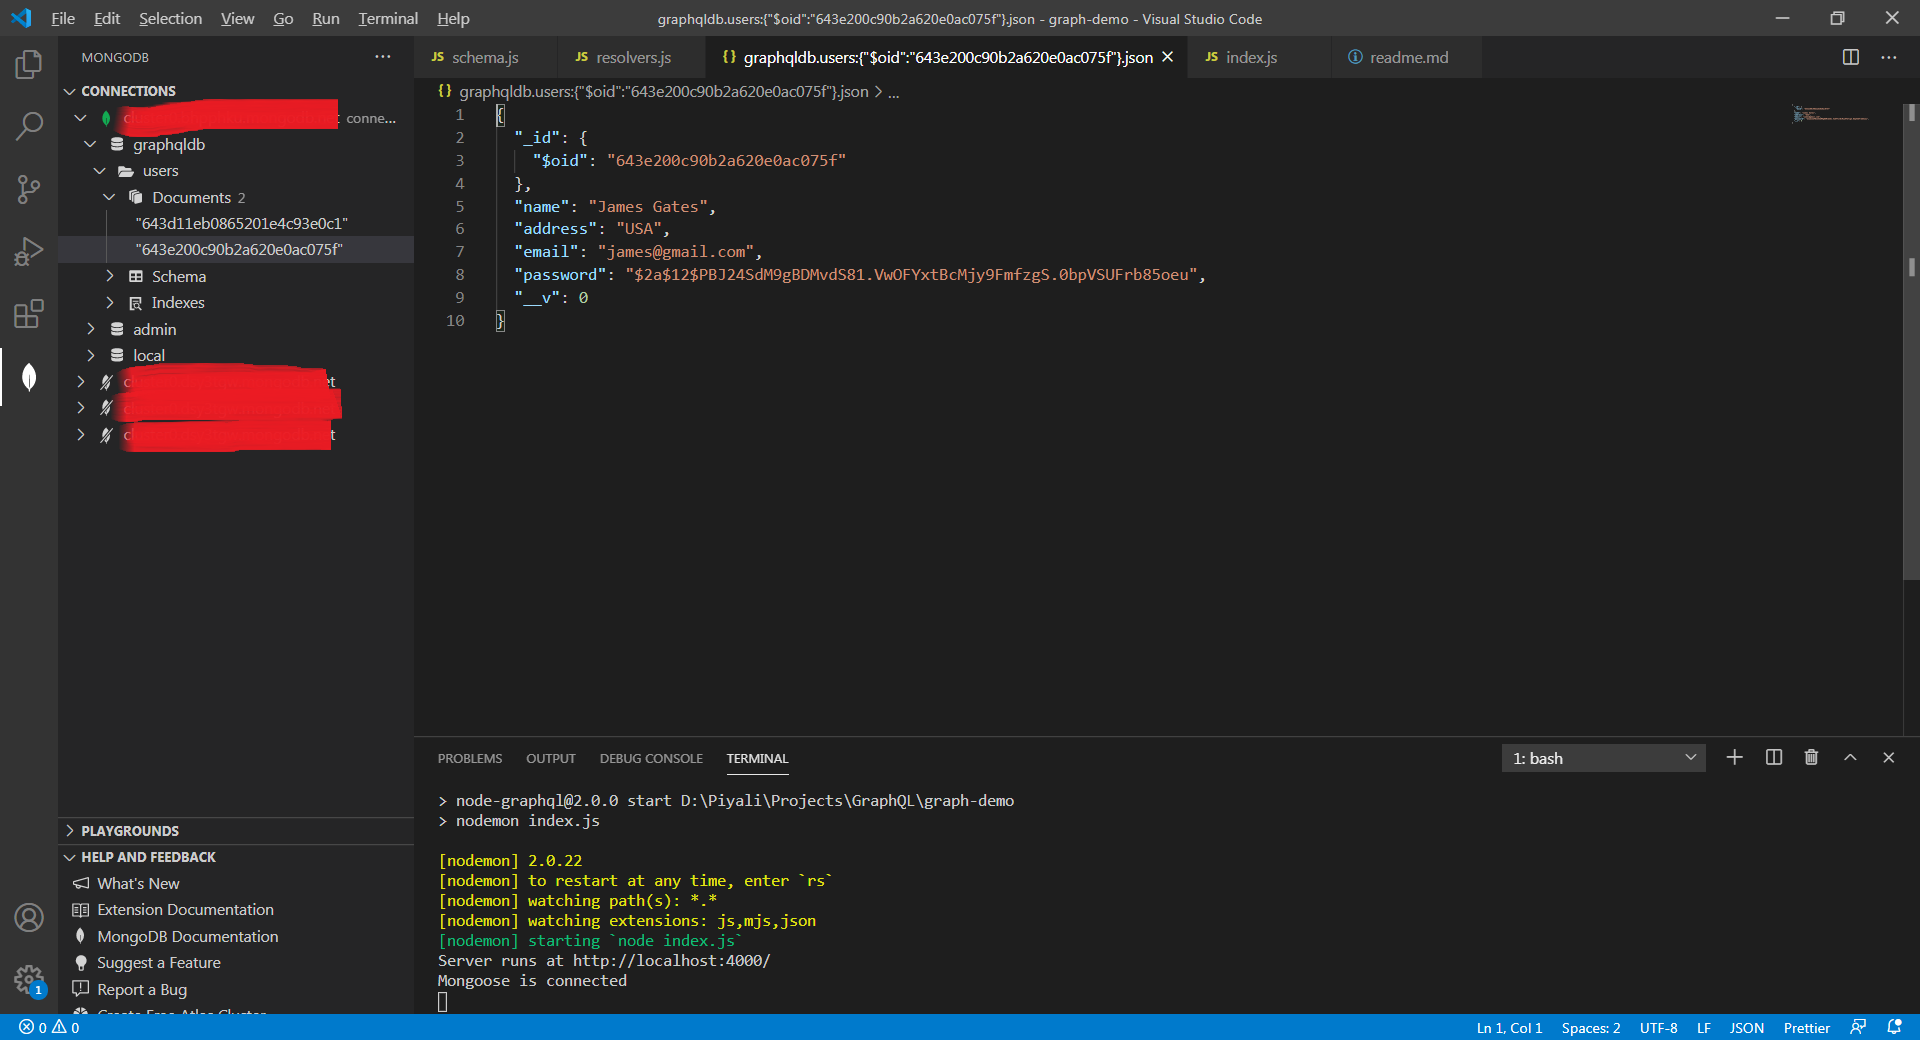 File Edit Selection View Go Run Terminal Help
graphqldb.users:{"$oid":"643e200c90b2a620e0ac075f"}.json - graph-demo - Visual Studio Code
MONGODB
CONNECTIONS
conne...
graphqldb
users
Documents 2
"643d11eb0865201e4c93e0c1"
"643e200c90b2a620e0ac075f"
Schema
Indexes
admin
local
PLAYGROUNDS
HELP AND FEEDBACK
What's New
Extension Documentation
MongoDB Documentation
Suggest a Feature
Report a Bug
Create Free Atlas Cluster
JS schema.js
JS resolvers.js
{} graphqldb.users:{"$oid":"643e200c90b2a620e0ac075f"}.json
JS index.js
readme.md
{} graphqldb.users:{"$oid":"643e200c90b2a620e0ac075f"}.json > ...
1 {
2 "_id": {
3 "$oid": "643e200c90b2a620e0ac075f"
4 },
5 "name": "James Gates",
6 "address": "USA",
7 "email": "james@gmail.com",
8 "password": "$2a$12$PBJ24SdM9gBDMvdS81.VwOFYxtBcMjy9FmfzgS.0bpVSUFrb85oeu",
9 "__v": 0
10 }
PROBLEMS OUTPUT DEBUG CONSOLE TERMINAL
1: bash
> node-graphql@2.0.0 start D:\Piyali\Projects\GraphQL\graph-demo
> nodemon index.js
[nodemon] 2.0.22
[nodemon] to restart at any time, enter `rs`
[nodemon] watching path(s): *.*
[nodemon] watching extensions: js,mjs,json
[nodemon] starting `node index.js`
Server runs at http://localhost:4000/
Mongoose is connected
1
0 0
Ln 1, Col 1 Spaces: 2 UTF-8 LF JSON Prettier